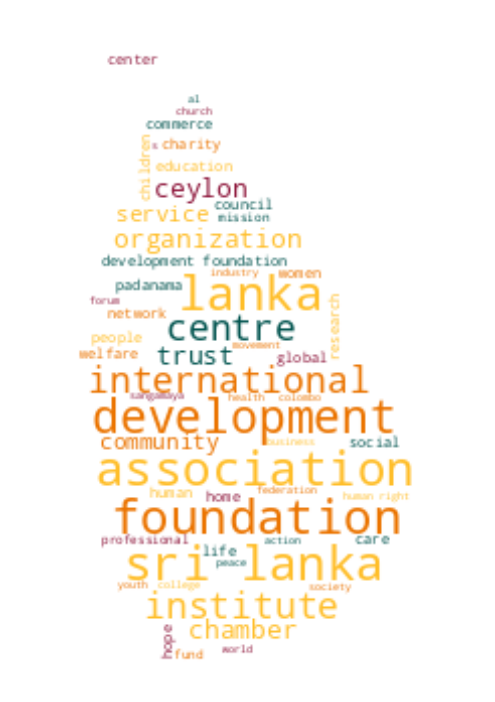 center
al
church
commerce
children
& charity
education
ceylon
council
service mission
organization
development foundation
industry women
padanama lanka
forum
network
research
centre
people movement
welfare trust global
international
sangamaya health colombo
development
community business social
association
human home federation human right
foundation
professional action care
life
sri lanka
peace
youth college society
institute
chamber
hope
fund world